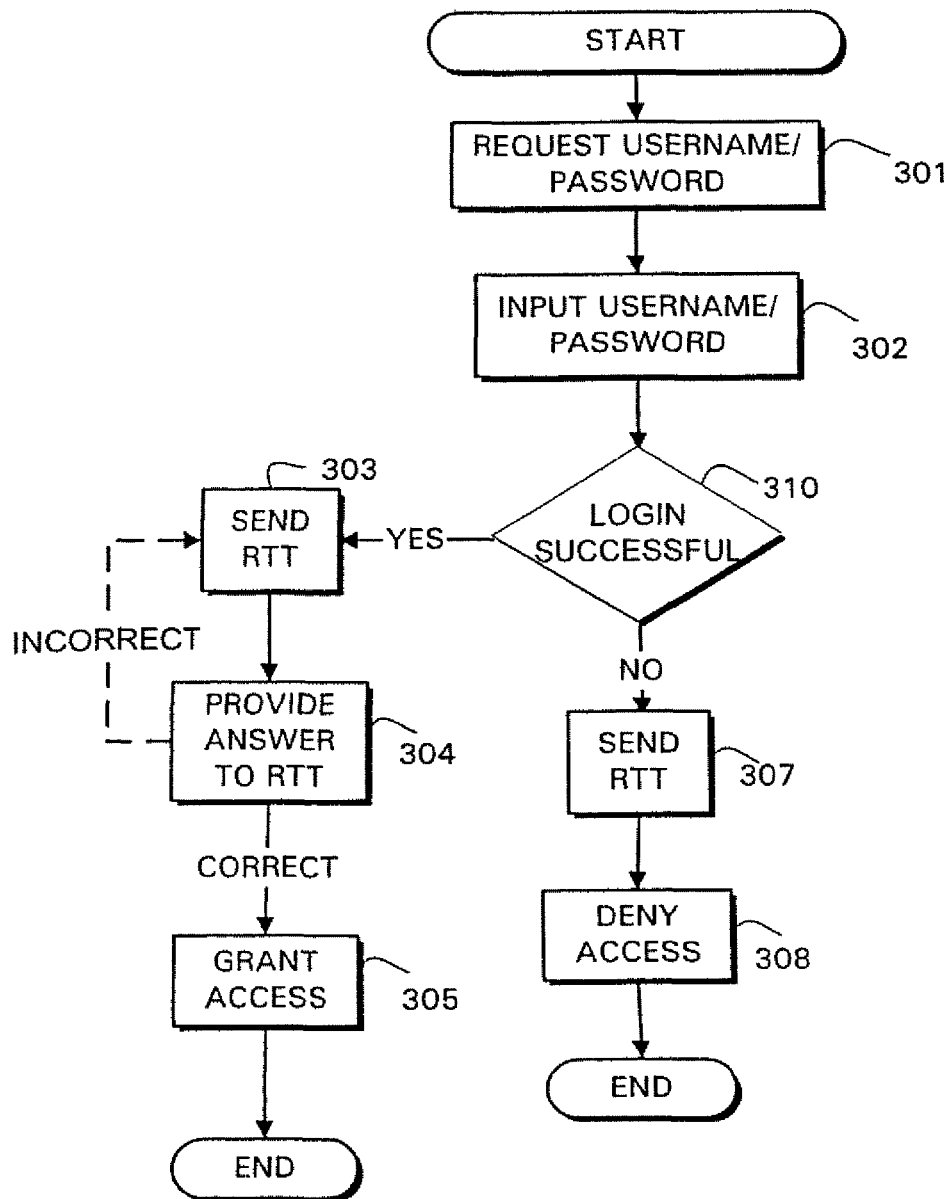 START
REQUEST USERNAME/
PASSWORD
301
INPUT USERNAME/
PASSWORD
302
303
310
SEND
RTT
YES
LOGIN
SUCCESSFUL
INCORRECT
NO
PROVIDE
ANSWER
TO RTT
304
SEND
RTT
307
CORRECT
DENY
ACCESS
308
GRANT
ACCESS
305
END
END